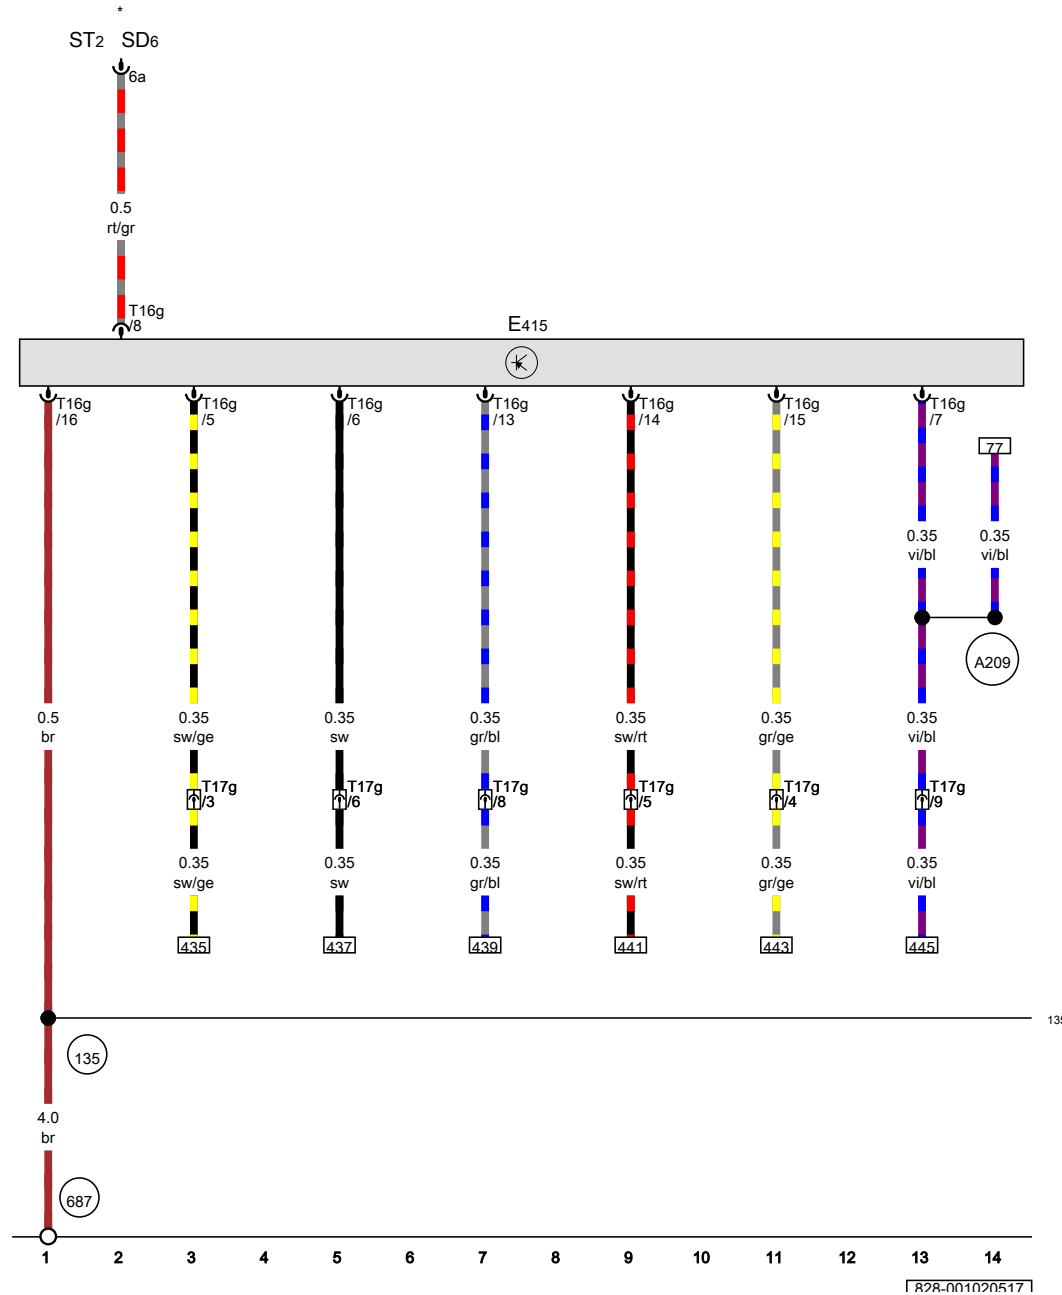 *
ST2 SD6
6a
0.5
rt/gr
T16g
/8
E415
T16g
/16
T16g
/5
T16g
/6
T16g
/13
T16g
/14
T16g
/15
T16g
/7
77
0.35
vi/bl
0.35
vi/bl
A209
0.5
br
0.35
sw/ge
0.35
sw
0.35
gr/bl
0.35
sw/rt
0.35
gr/ge
0.35
vi/bl
T17g
/3
T17g
/6
T17g
/8
T17g
/5
T17g
/4
T17g
/9
0.35
sw/ge
0.35
sw
0.35
gr/bl
0.35
sw/rt
0.35
gr/ge
0.35
vi/bl
435 437 439 441 443 445
135
135
4.0
br
687
1 2 3 4 5 6 7 8 9 10 11 12 13 14
828-001020517